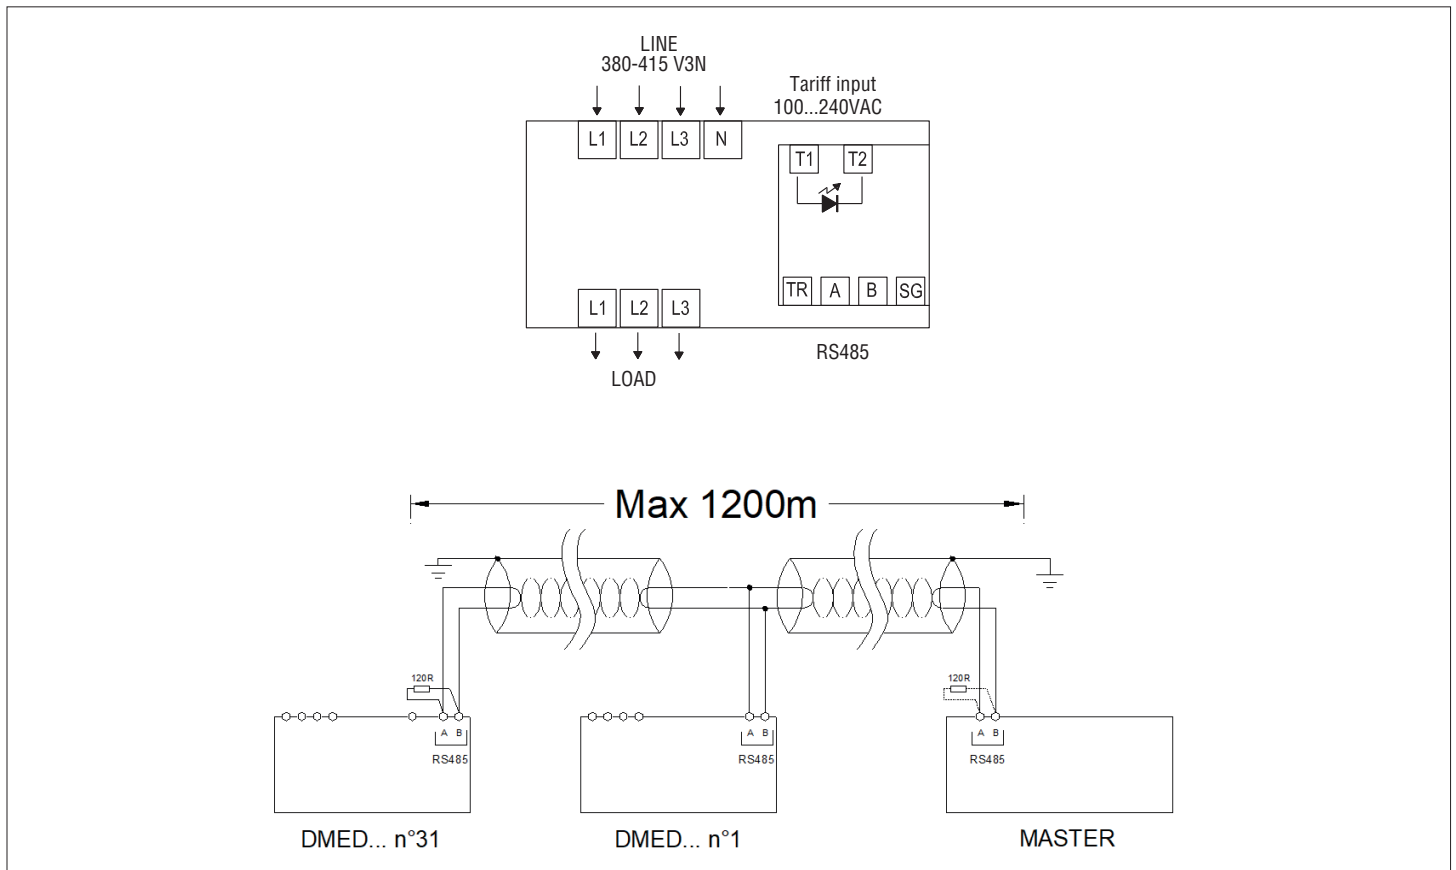 LINE
380-415 V3N
Tariff input
100...240VAC
L1 L2 L3 N
T1 T2
TR A B SG
L1 L2 L3
RS485
LOAD
Max 1200m
120R
120R
A B
A B
A B
RS485
RS485
RS485
DMED... n°31
DMED... n°1
MASTER